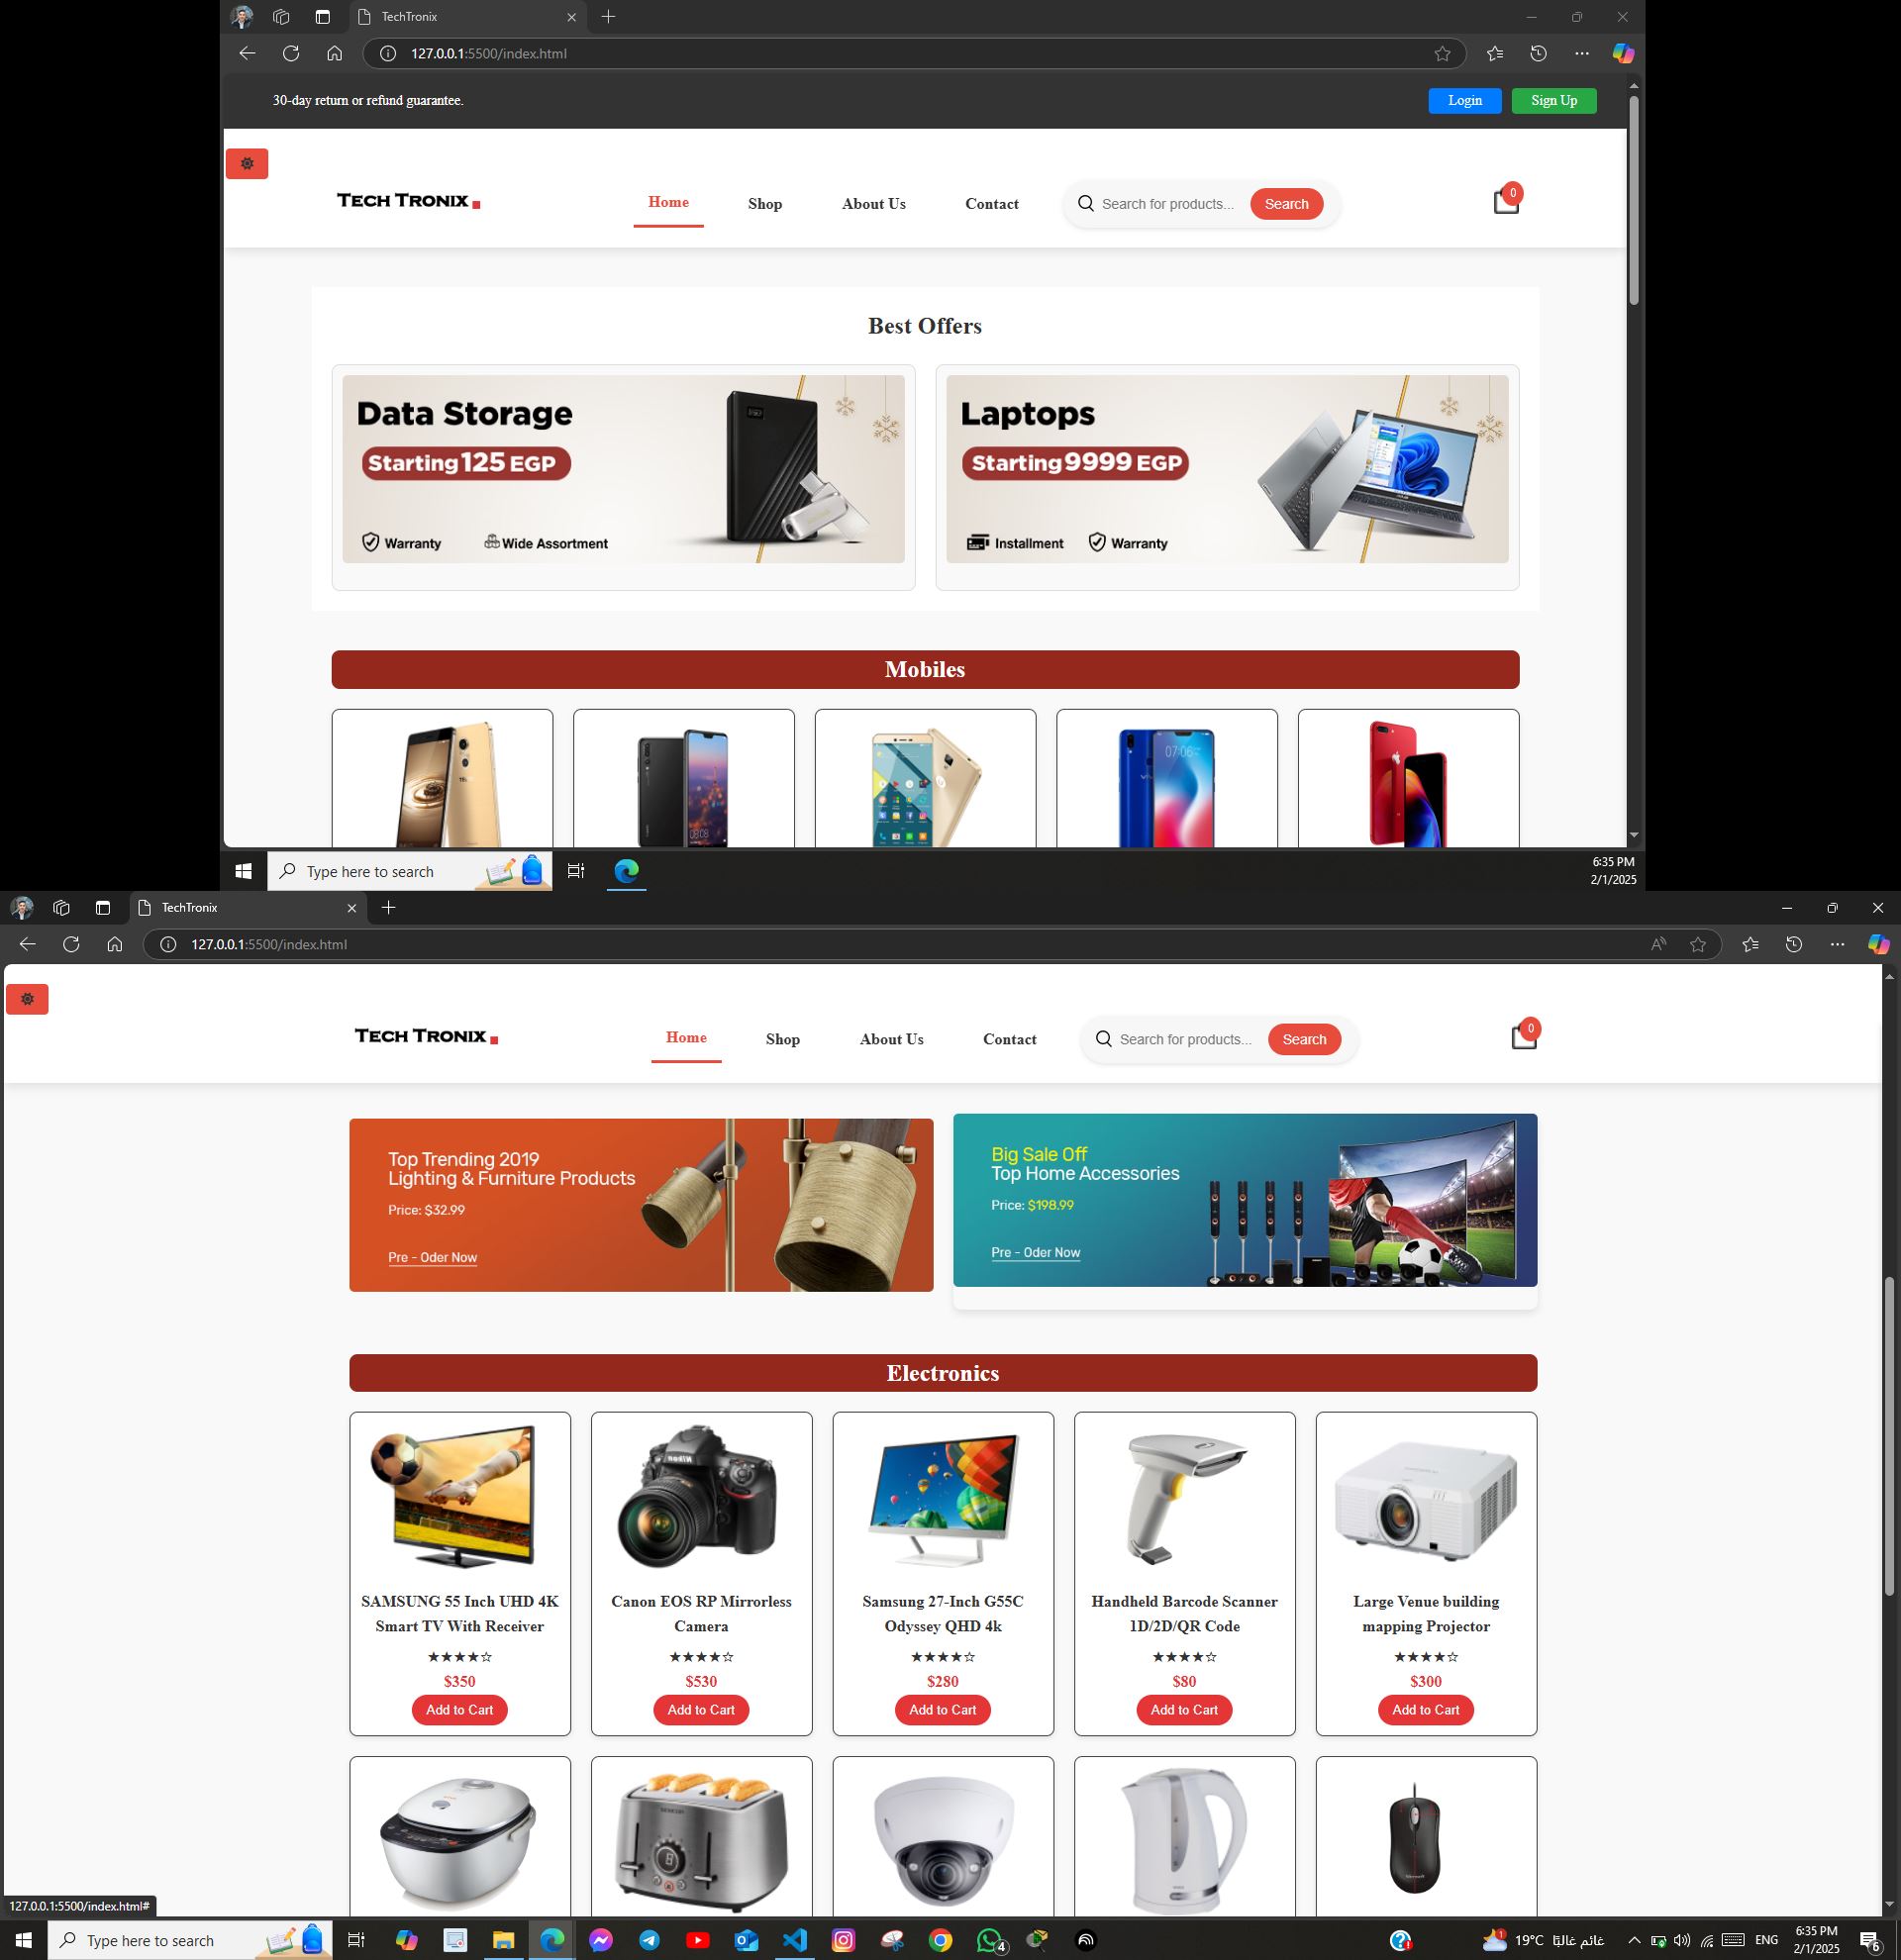 TechTronix
127.0.0.1:5500/index.html
30-day return or refund guarantee.
Login
Sign Up
TECH TRONIX
Home
Shop
About Us
Contact
Search for products...
Search
0
Best Offers
Data Storage
Starting 125 EGP
Warranty
Wide Assortment
Laptops
Starting 9999 EGP
Installment
Warranty
Mobiles
07:06
08:08
Type here to search
6:35 PM
2/1/2025
TechTronix
127.0.0.1:5500/index.html
TECH TRONIX
Home
Shop
About Us
Contact
Search for products...
Search
0
Top Trending 2019
Lighting & Furniture Products
Price: $32.99
Pre - Oder Now
Big Sale Off
Top Home Accessories
Price: $198.99
Pre - Oder Now
Electronics
SAMSUNG 55 Inch UHD 4K
Smart TV With Receiver
★★★★☆
$350
Add to Cart
Canon EOS RP Mirrorless
Camera
★★★★☆
$530
Add to Cart
Samsung 27-Inch G55C
Odyssey QHD 4k
★★★★☆
$280
Add to Cart
Handheld Barcode Scanner
1D/2D/QR Code
★★★★☆
$80
Add to Cart
Large Venue building
mapping Projector
★★★★☆
$300
Add to Cart
127.0.0.1:5500/index.html#
Type here to search
4
1
19°C غائم غالبًا
ENG
6:35 PM
2/1/2025
6